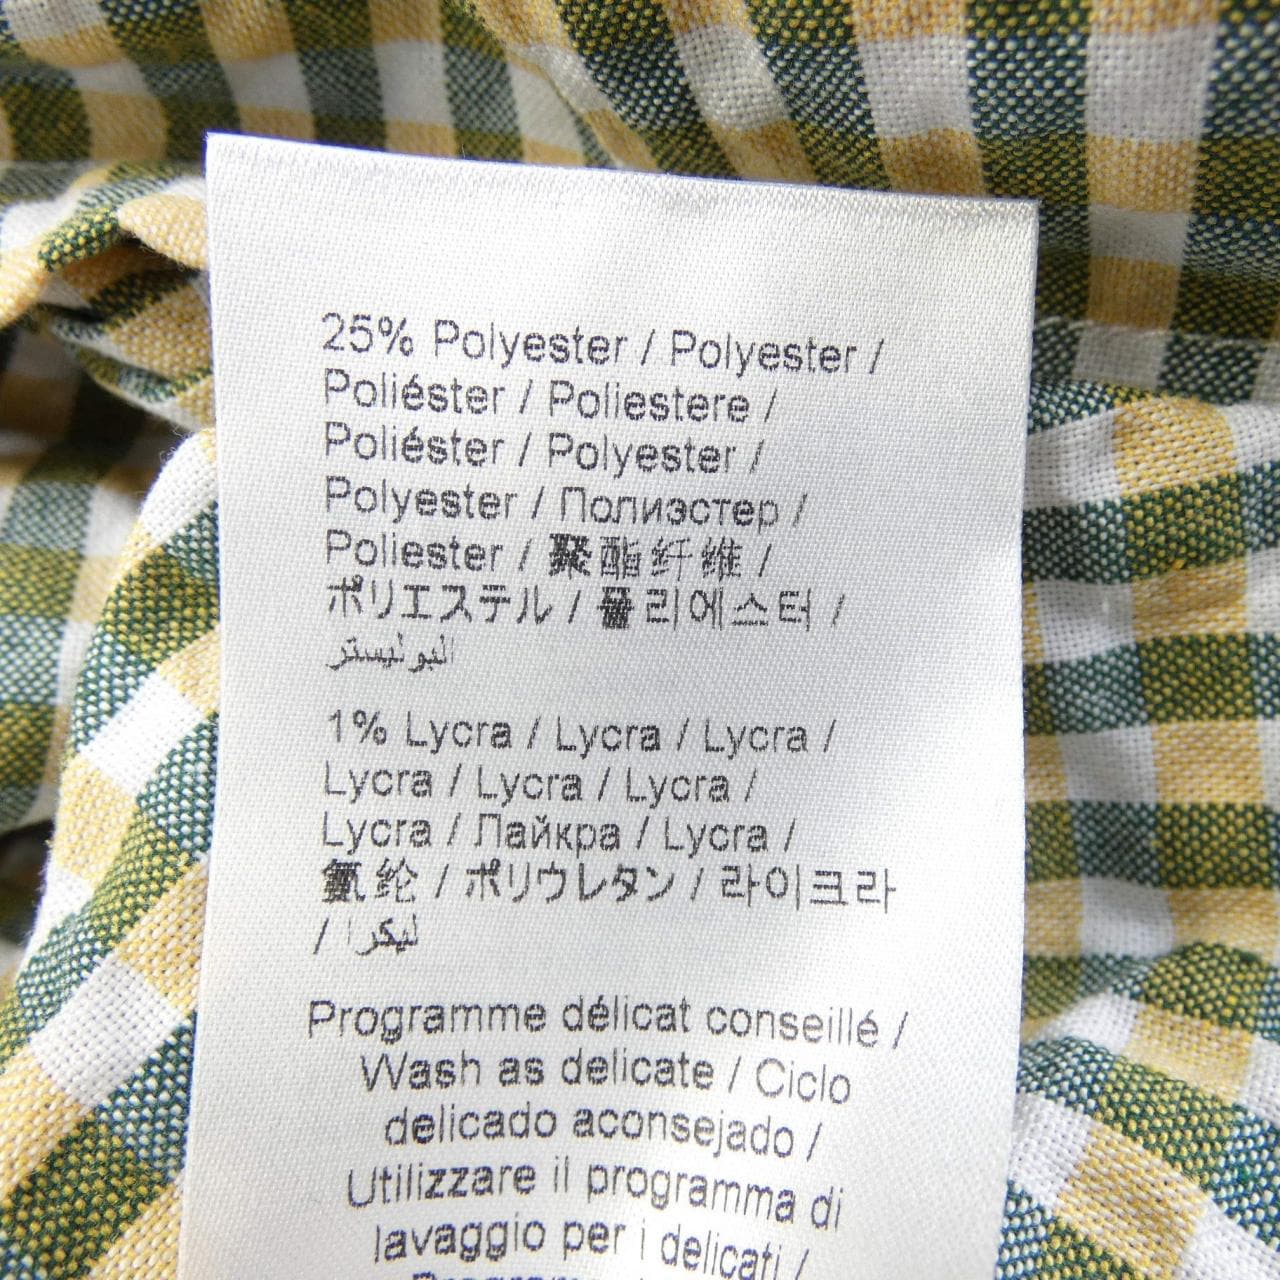 25% Polyester / Polyester /
Poliéster / Poliestere /
Poliéster / Polyester /
Polyester / Полиэстер /
Poliester / 聚酯纤维 /
ポリエステル / 폴리에스터 /
البوليستر
1% Lycra / Lycra / Lycra /
Lycra / Lycra / Lycra /
Lycra / Лайкра / Lycra /
氨纶 / ポリウレタン / 라이크라
/ ليكرا
Programme délicat conseillé /
Wash as delicate / Ciclo
delicado aconsejado /
Utilizzare il programma di
lavaggio per i delicati /